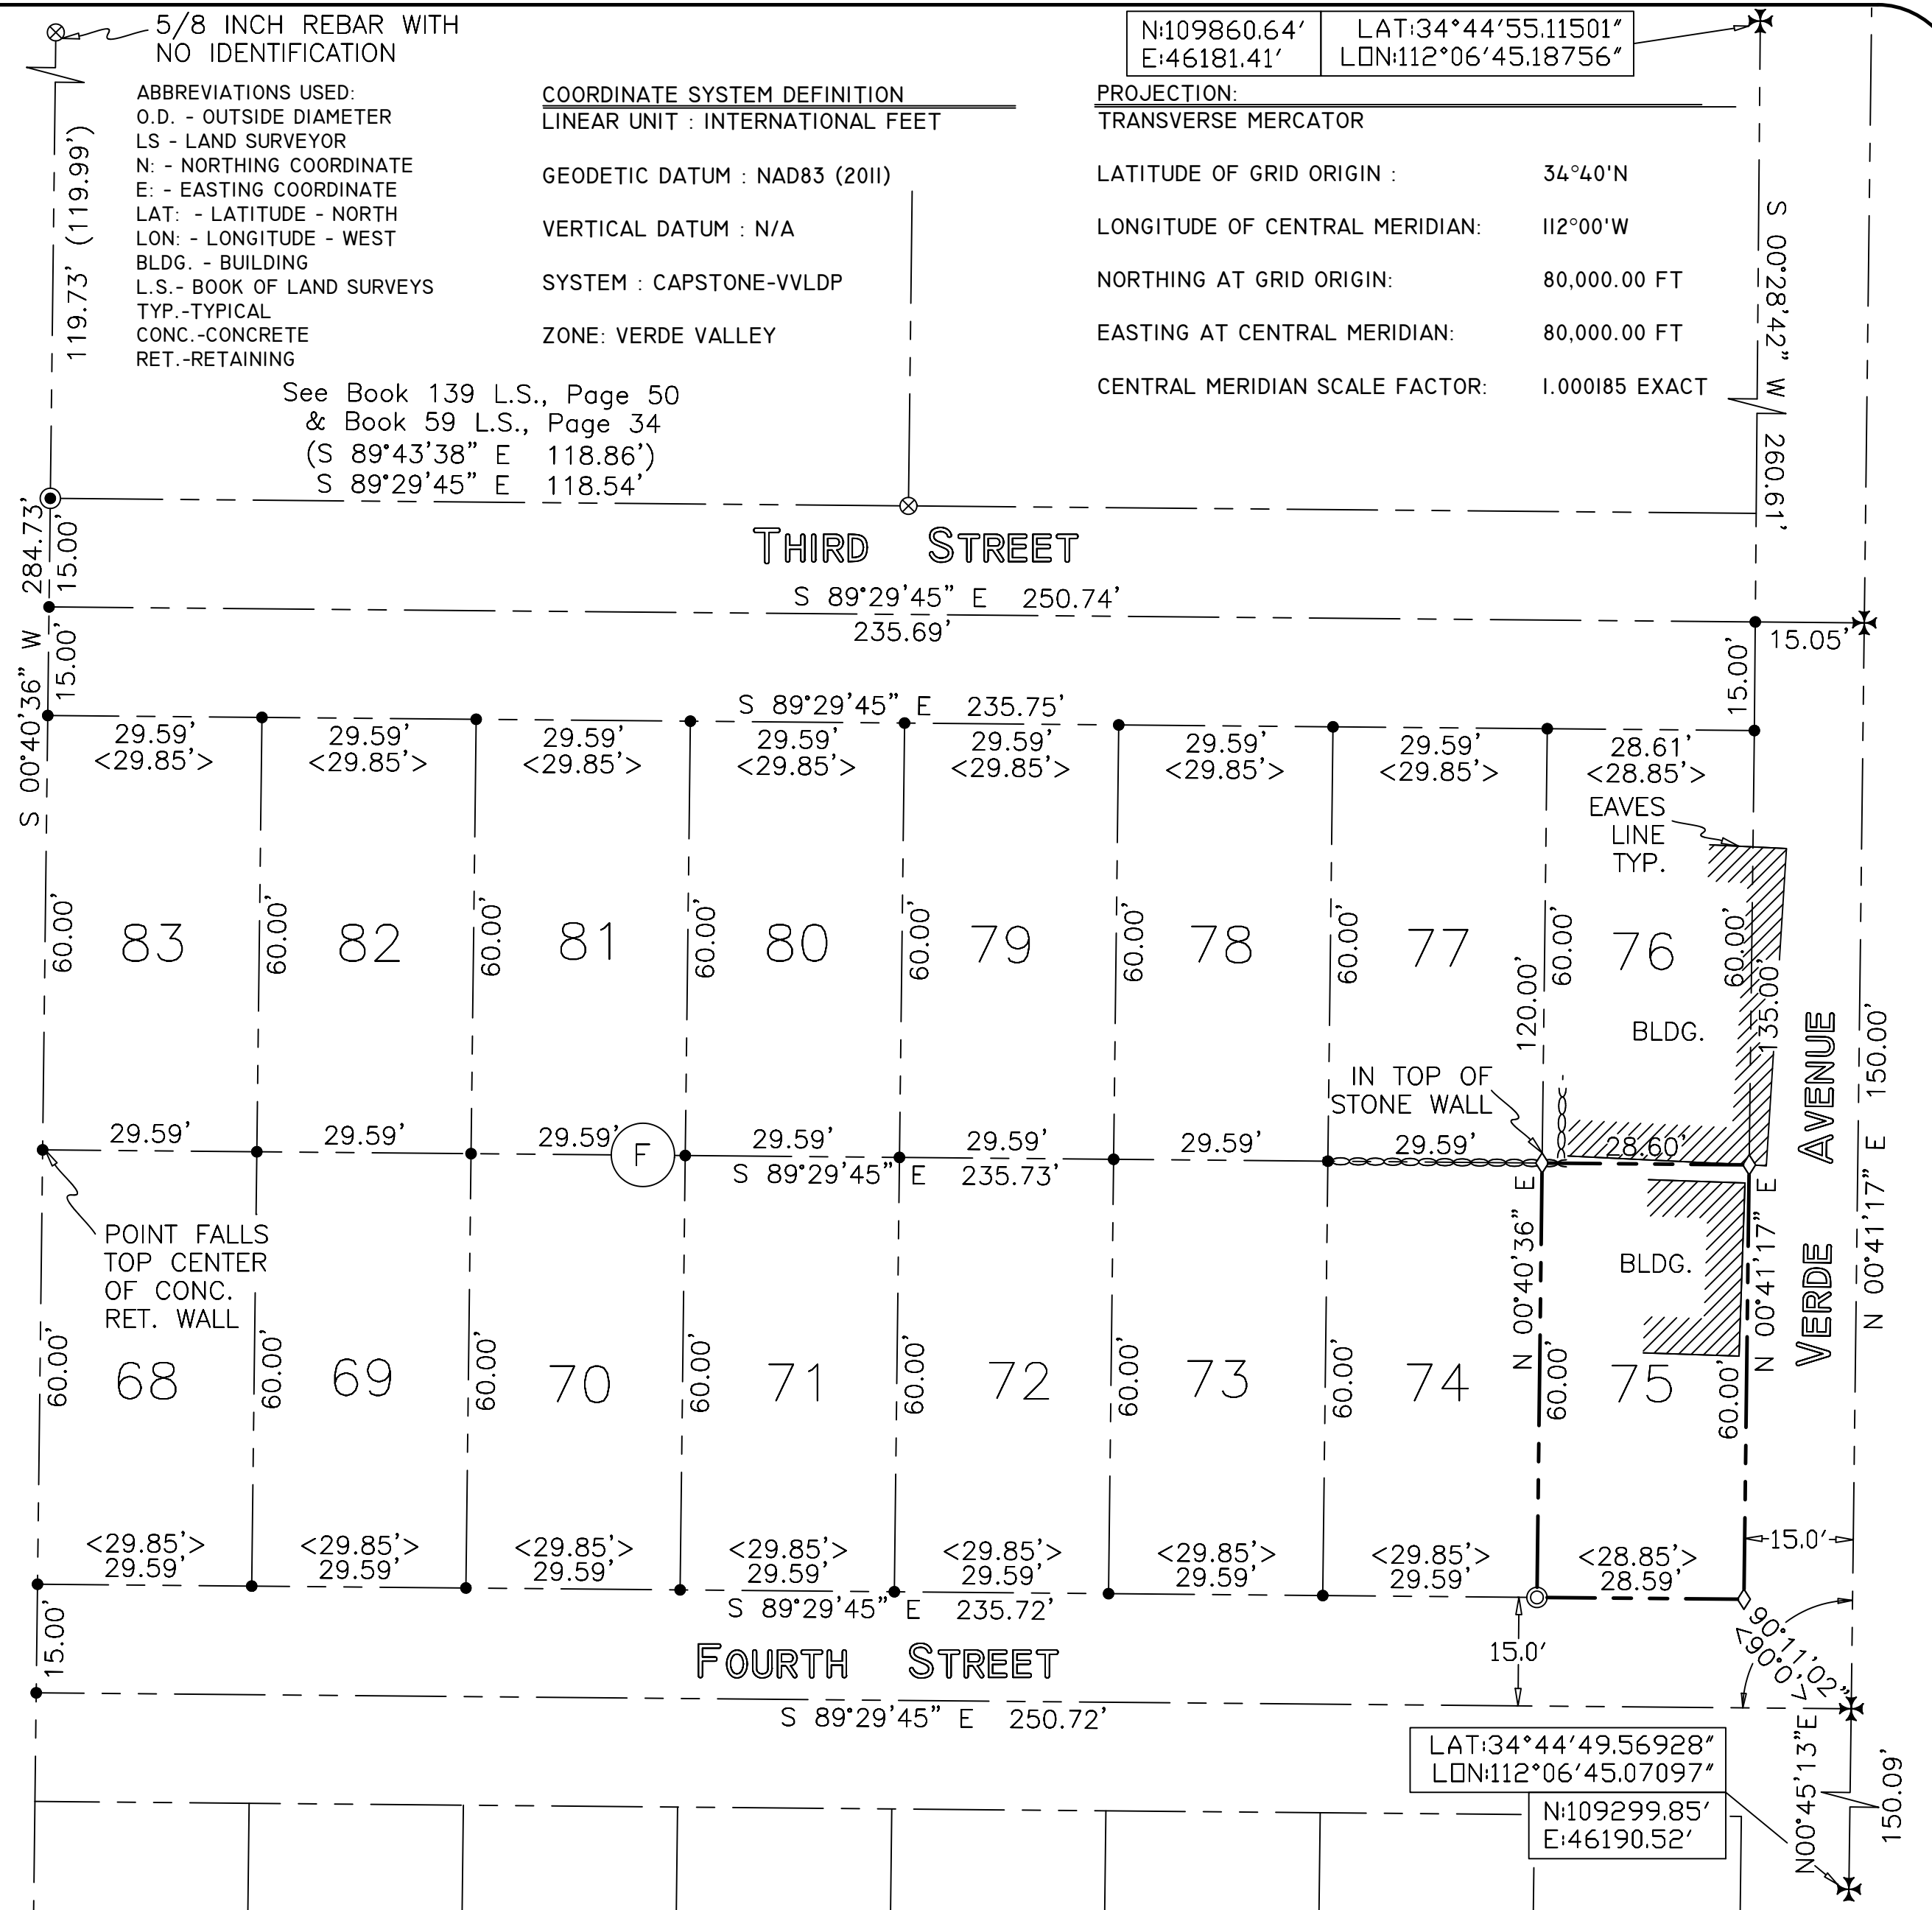 5/8 INCH REBAR WITH
NO IDENTIFICATION
N:109860.64'
E:46181.41'
LAT:34°44'55.11501"
LON:112°06'45.18756"
119.73' (119.99')
ABBREVIATIONS USED:
O.D. - OUTSIDE DIAMETER
LS - LAND SURVEYOR
N: - NORTHING COORDINATE
E: - EASTING COORDINATE
LAT: - LATITUDE - NORTH
LON: - LONGITUDE - WEST
BLDG. - BUILDING
L.S.- BOOK OF LAND SURVEYS
TYP.-TYPICAL
CONC.-CONCRETE
RET.-RETAINING
COORDINATE SYSTEM DEFINITION
LINEAR UNIT : INTERNATIONAL FEET
GEODETIC DATUM : NAD83 (2011)
VERTICAL DATUM : N/A
SYSTEM : CAPSTONE-VVLDP
ZONE: VERDE VALLEY
PROJECTION:
TRANSVERSE MERCATOR
LATITUDE OF GRID ORIGIN : 34°40'N
LONGITUDE OF CENTRAL MERIDIAN: 112°00'W
NORTHING AT GRID ORIGIN: 80,000.00 FT
EASTING AT CENTRAL MERIDIAN: 80,000.00 FT
CENTRAL MERIDIAN SCALE FACTOR: 1.000185 EXACT
S 00°28'42" W 260.61'
See Book 139 L.S., Page 50
& Book 59 L.S., Page 34
(S 89°43'38" E 118.86')
S 89°29'45" E 118.54'
S 00°40'36" W 284.73'
15.00'
THIRD STREET
S 89°29'45" E 250.74'
235.69'
15.05'
15.00'
15.00'
S 89°29'45" E 235.75'
29.59'
<29.85'>
29.59'
<29.85'>
29.59'
<29.85'>
29.59'
<29.85'>
29.59'
<29.85'>
29.59'
<29.85'>
29.59'
<29.85'>
28.61'
<28.85'>
EAVES
LINE
TYP.
60.00'
83
60.00'
82
60.00'
81
60.00'
80
60.00'
79
60.00'
78
60.00'
77
120.00'
60.00'
76
60.00'
135.00'
BLDG.
VERDE AVENUE
N 00°41'17" E 150.00'
IN TOP OF
STONE WALL
29.59'
29.59'
29.59'
F
29.59'
29.59'
29.59'
29.59'
28.60'
S 89°29'45" E 235.73'
POINT FALLS
TOP CENTER
OF CONC.
RET. WALL
N 00°40'36" E
N 00°41'17" E
BLDG.
60.00'
68
60.00'
69
60.00'
70
60.00'
71
60.00'
72
60.00'
73
60.00'
74
60.00'
75
60.00'
<29.85'>
29.59'
<29.85'>
29.59'
<29.85'>
29.59'
<29.85'>
29.59'
<29.85'>
29.59'
<29.85'>
29.59'
<29.85'>
29.59'
<28.85'>
28.59'
15.0'
S 89°29'45" E 235.72'
15.00'
FOURTH STREET
15.0'
90°11'02"
<90°0'>
S 89°29'45" E 250.72'
LAT:34°44'49.56928"
LON:112°06'45.07097"
N:109299.85'
E:46190.52'
N00°45'13"E
150.09'